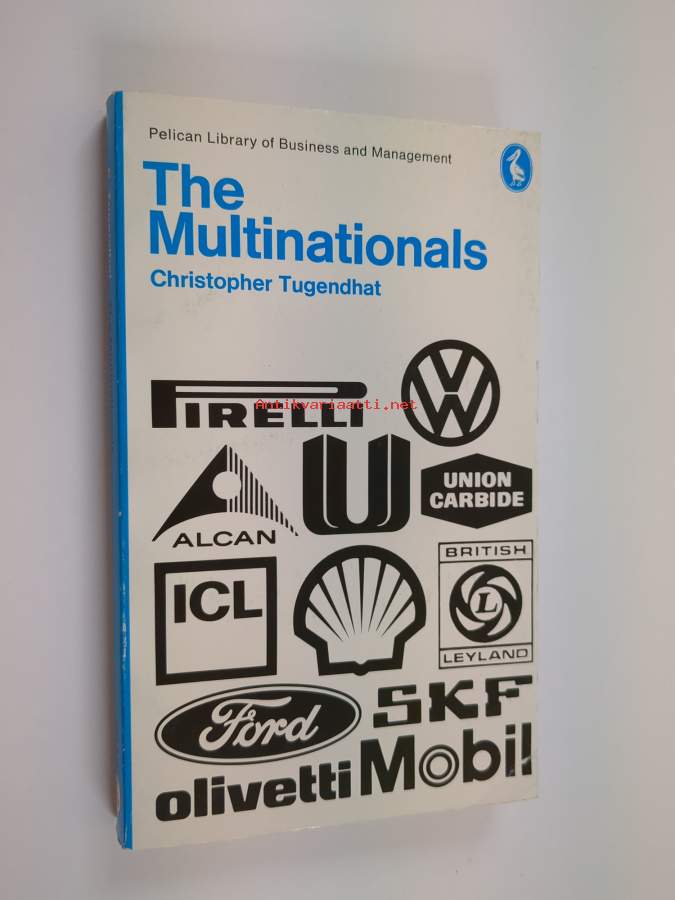 Pelican Library of Business and Management
The
Multinationals
Christopher Tugendhat
PIRELLI
VW
Antikvariaatti.net
ALCAN
U
UNION
CARBIDE
ICL
BRITISH
L
LEYLAND
Ford
SKF
olivetti
Mobil